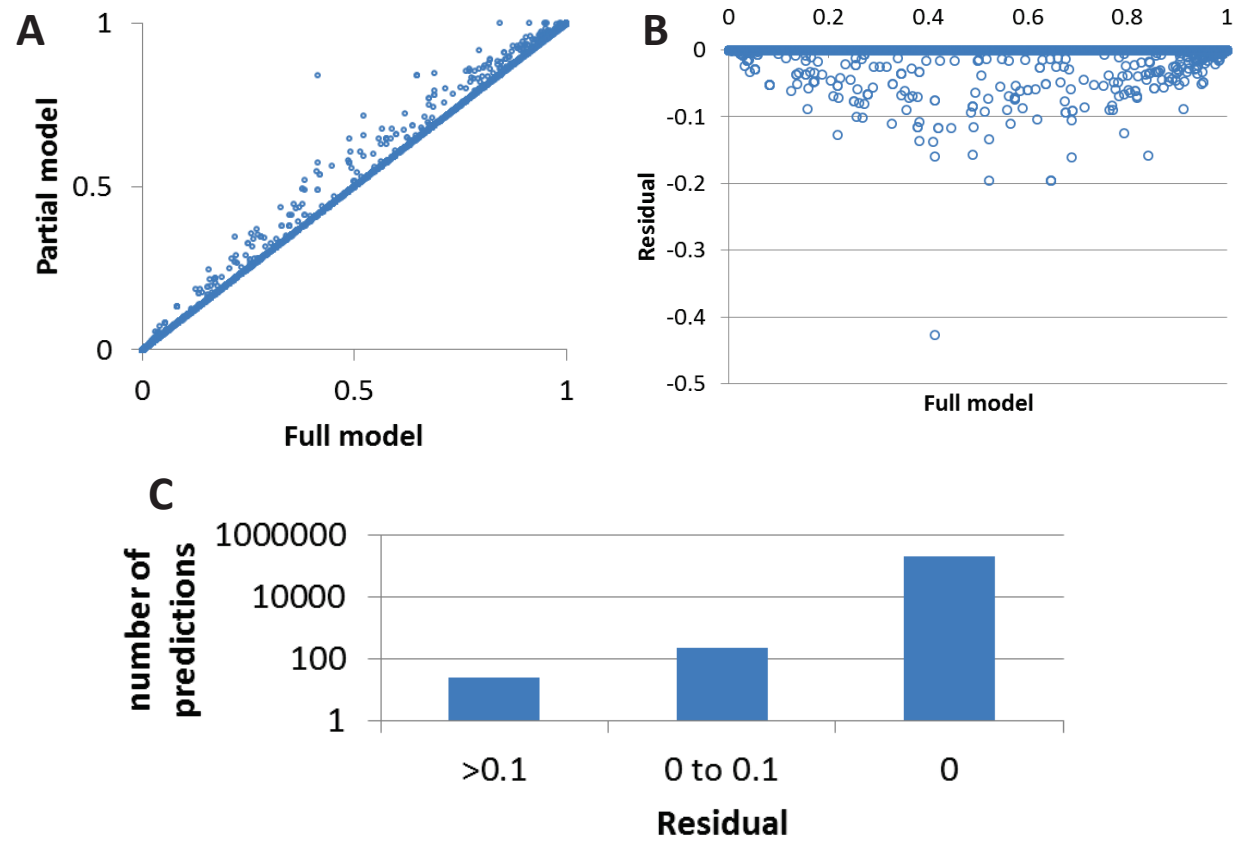 A
1
0.5
0
0
0.5
1
Partial model
Full model
B
0 0.2 0.4 0.6 0.8 1
0
-0.1
-0.2
-0.3
-0.4
-0.5
Residual
Full model
C
1000000
10000
100
1
number of
predictions
>0.1 0 to 0.1 0
Residual